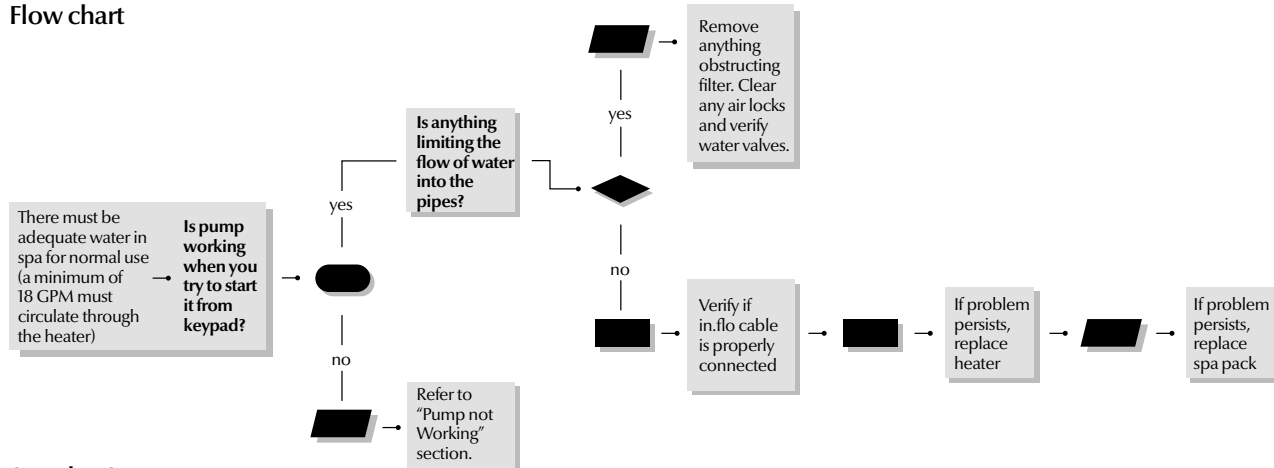 Flow chart
There must be
adequate water in
spa for normal use
(a minimum of
18 GPM must
circulate through
the heater)
Is pump
working
when you
try to start
it from
keypad?
yes
Is anything
limiting the
flow of water
into the
pipes?
yes
Remove
anything
obstructing
filter. Clear
any air locks
and verify
water valves.
no
Verify if
in.flo cable
is properly
connected
If problem
persists,
replace
heater
If problem
persists,
replace
spa pack
no
Refer to
“Pump not
Working”
section.